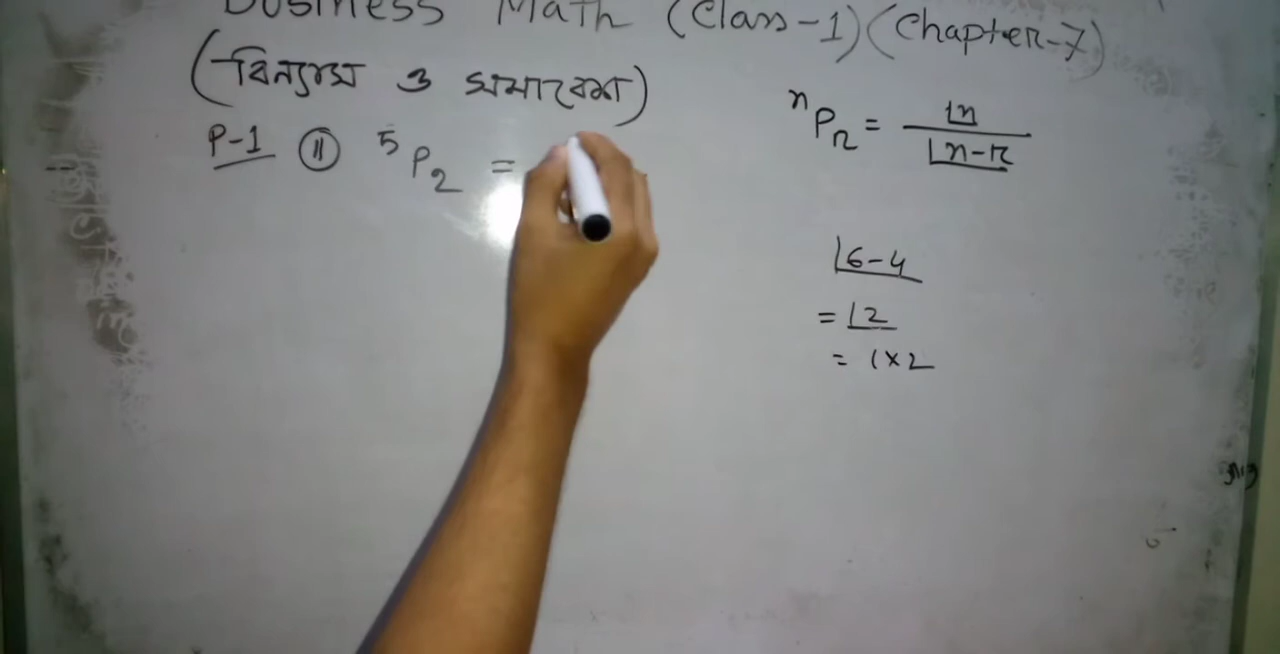 Business Math (Class-1) (Chapter-7)
(বিন্যাস ও সমাবেশ)
P-1 (ii) ⁵P₂ =
ⁿPᵣ = ⌊n / ⌊n-r
⌊6-4
= ⌊2
= 1×2